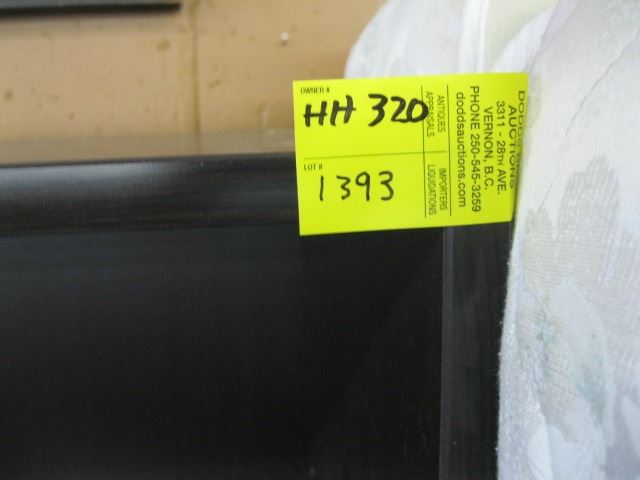 OWNER #
HH 320
LOT #
1393
ANTIQUES
APPRAISALS
IMPORTERS
LIQUIDATIONS
DODDS
AUCTIONS
3311 - 28TH AVE.
VERNON, B.C.
PHONE 250-545-3259
doddsauctions.com